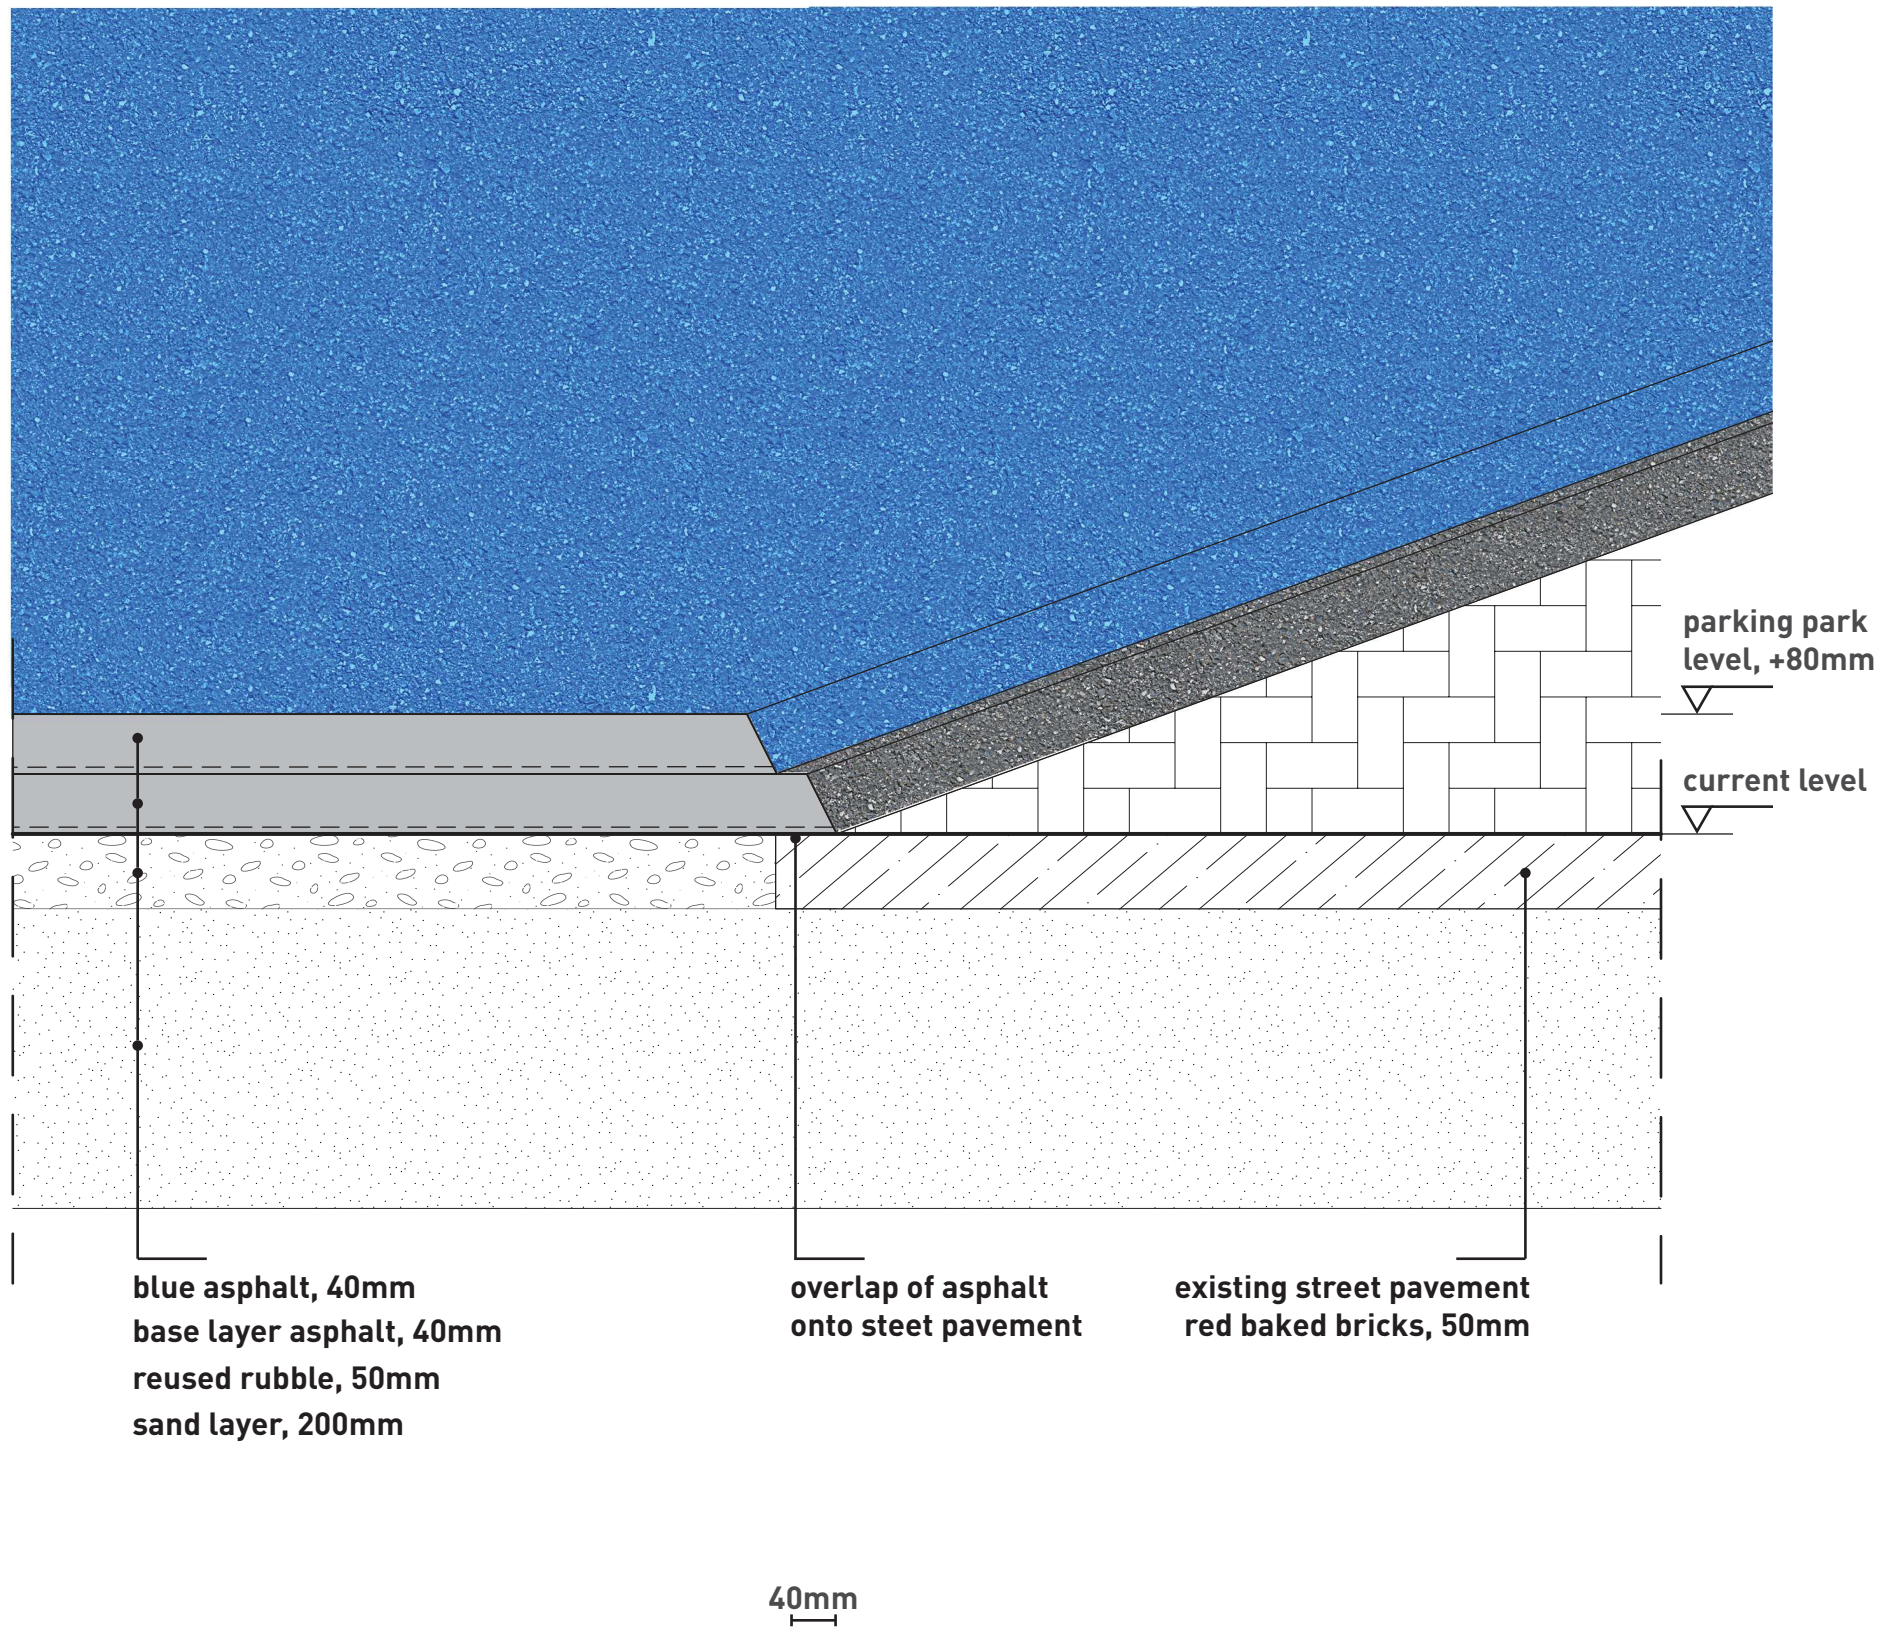 parking park
level, +80mm
current level
blue asphalt, 40mm
base layer asphalt, 40mm
reused rubble, 50mm
sand layer, 200mm
overlap of asphalt
onto steet pavement
existing street pavement
red baked bricks, 50mm
40mm